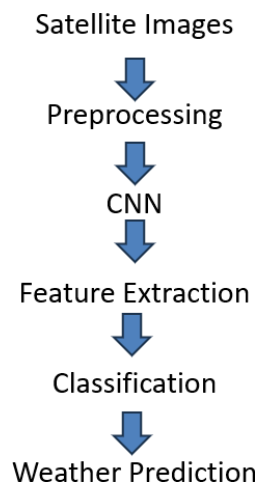 Satellite Images
Preprocessing
CNN
Feature Extraction
Classification
Weather Prediction